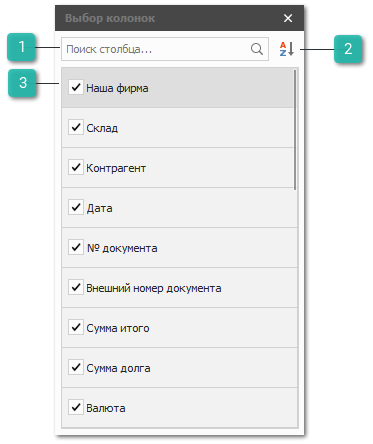 Выбор колонок
1 Поиск столбца... A Z 2
3 Наша фирма
Склад
Контрагент
Дата
№ документа
Внешний номер документа
Сумма итого
Сумма долга
Валюта